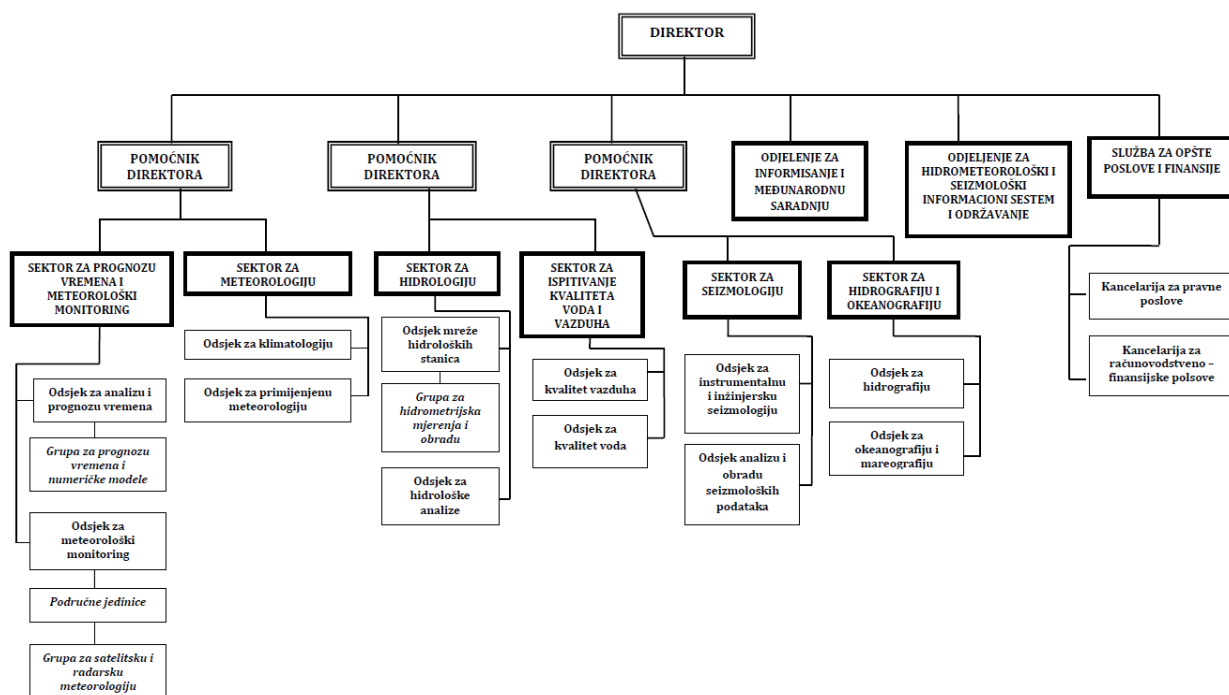 DIREKTOR
POMOĆNIK
DIREKTORA
POMOĆNIK
DIREKTORA
POMOĆNIK
DIREKTORA
ODJELENJE ZA
INFORMISANJE I
MEĐUNARODNU
SARADNJU
ODJELJENJE ZA
HIDROMETEOROLOŠKI I
SEIZMOLOŠKI
INFORMACIONI SESTEM
I ODRŽAVANJE
SLUŽBA ZA OPŠTE
POSLOVE I FINANSIJE
SEKTOR ZA PROGNOZU
VREMENA I
METEOROLOŠKI
MONITORING
SEKTOR ZA
METEOROLOGIJU
SEKTOR ZA
HIDROLOGIJU
SEKTOR ZA
ISPITIVANJE
KVALITETA
VODA I
VAZDUHA
SEKTOR ZA
SEIZMOLOGIJU
SEKTOR ZA
HIDROGRAFIJU I
OKEANOGRAFIJU
Kancelarija za pravne
poslove
Kancelarija za
računovodstveno –
finansijske polsove
Odsjek za analizu i
prognozu vremena
Grupa za prognozu
vremena i
numeričke modele
Odsjek za
meteorološki
monitoring
Područne jedinice
Grupa za satelitsku i
radarsku
meteorologiju
Odsjek za klimatologiju
Odsjek za primijenjenu
meteorologiju
Odsjek mreže
hidroloških
stanica
Grupa za
hidrometrijska
mjerenja i
obradu
Odsjek za
hidrološke
analize
Odsjek za
kvalitet vazduha
Odsjek za
kvalitet voda
Odsjek za
instrumentalnu
i inžinjersku
seizmologiju
Odsjek analizu i
obradu
seizmoloških
podataka
Odsjek za
hidrografiju
Odsjek za
okeanografiju i
mareografiju